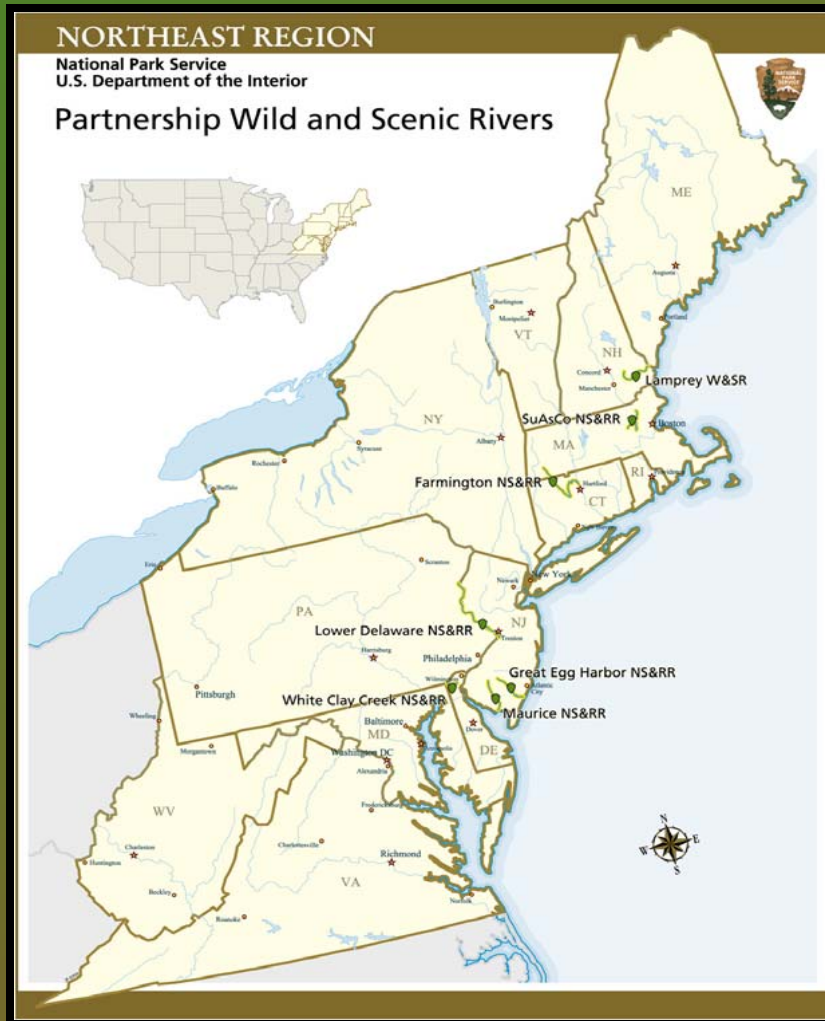 NORTHEAST REGION
National Park Service
U.S. Department of the Interior
Partnership Wild and Scenic Rivers
NATIONAL
PARK
SERVICE
ME
Augusta
Burlington
Montpelier
VT
Portland
NH
Concord
Manchester
Lamprey W&SR
SuAsCo NS&RR
Boston
NY
Albany
MA
Syracuse
Rochester
Buffalo
Farmington NS&RR
Hartford
RI
Providence
CT
Erie
Scranton
Newark
New York
PA
NJ
Lower Delaware NS&RR
Trenton
Harrisburg
Philadelphia
Pittsburgh
Wilmington
Great Egg Harbor NS&RR
White Clay Creek NS&RR
Atlantic
City
Maurice NS&RR
Wheeling
Baltimore
MD
Dover
Morgantown
Washington DC
DE
Annapolis
Alexandria
WV
Fredericksburg
N
W
E
S
Charleston
Charlottesville
Huntington
Richmond
VA
Beckley
Norfolk
Roanoke